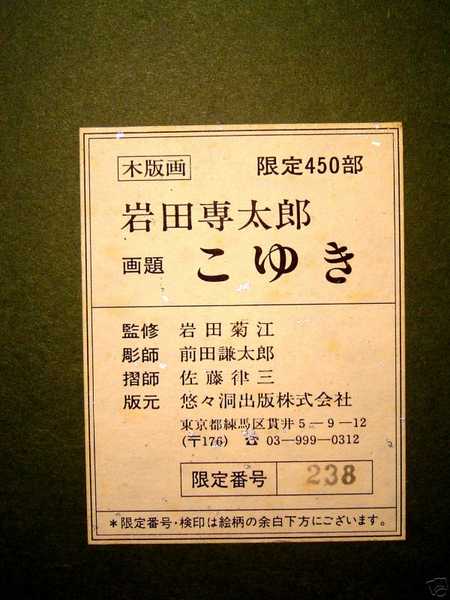 木版画 限定450部
岩田専太郎
画題 こゆき
監修 岩田菊江
彫師 前田謙太郎
摺師 佐藤律三
版元 悠々洞出版株式会社
東京都練馬区貫井5-9-12
(〒176) ☎ 03-999-0312
限定番号 238
*限定番号・検印は絵柄の余白下方にございます。